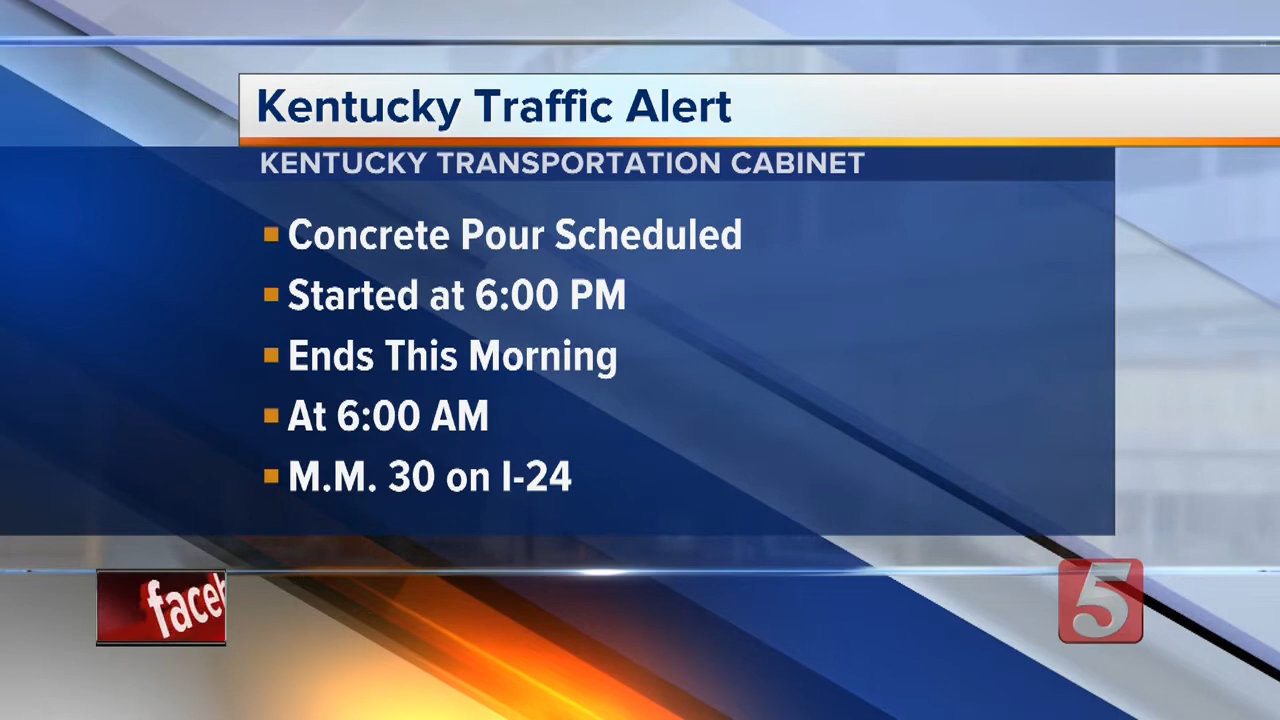 Kentucky Traffic Alert
KENTUCKY TRANSPORTATION CABINET
Concrete Pour Scheduled
Started at 6:00 PM
Ends This Morning
At 6:00 AM
M.M. 30 on I-24
faceb
5